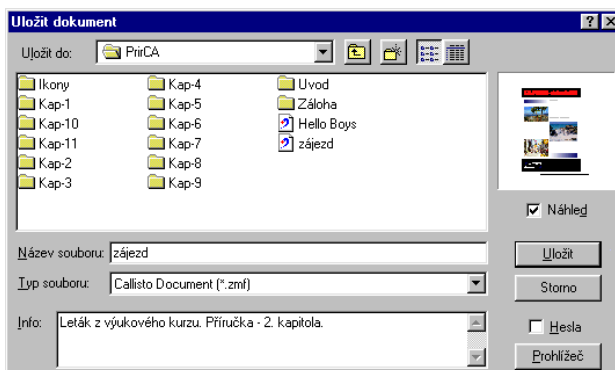 Uložit dokument
Uložit do: PrirCA
Ikony Kap-4 Uvod
Kap-1 Kap-5 Záloha
Kap-10 Kap-6 Hello Boys
Kap-11 Kap-7 zájezd
Kap-2 Kap-8
Kap-3 Kap-9
Náhled
Název souboru: zájezd Uložit
Typ souboru: Callisto Document (*.zmf) Storno
Info: Leták z výukového kurzu. Příručka - 2. kapitola. Hesla
Prohlížeč